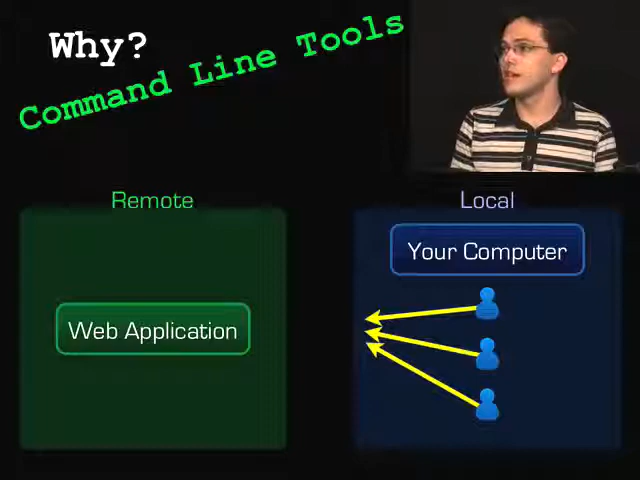 Why?
Command Line Tools
Remote
Local
Your Computer
Web Application